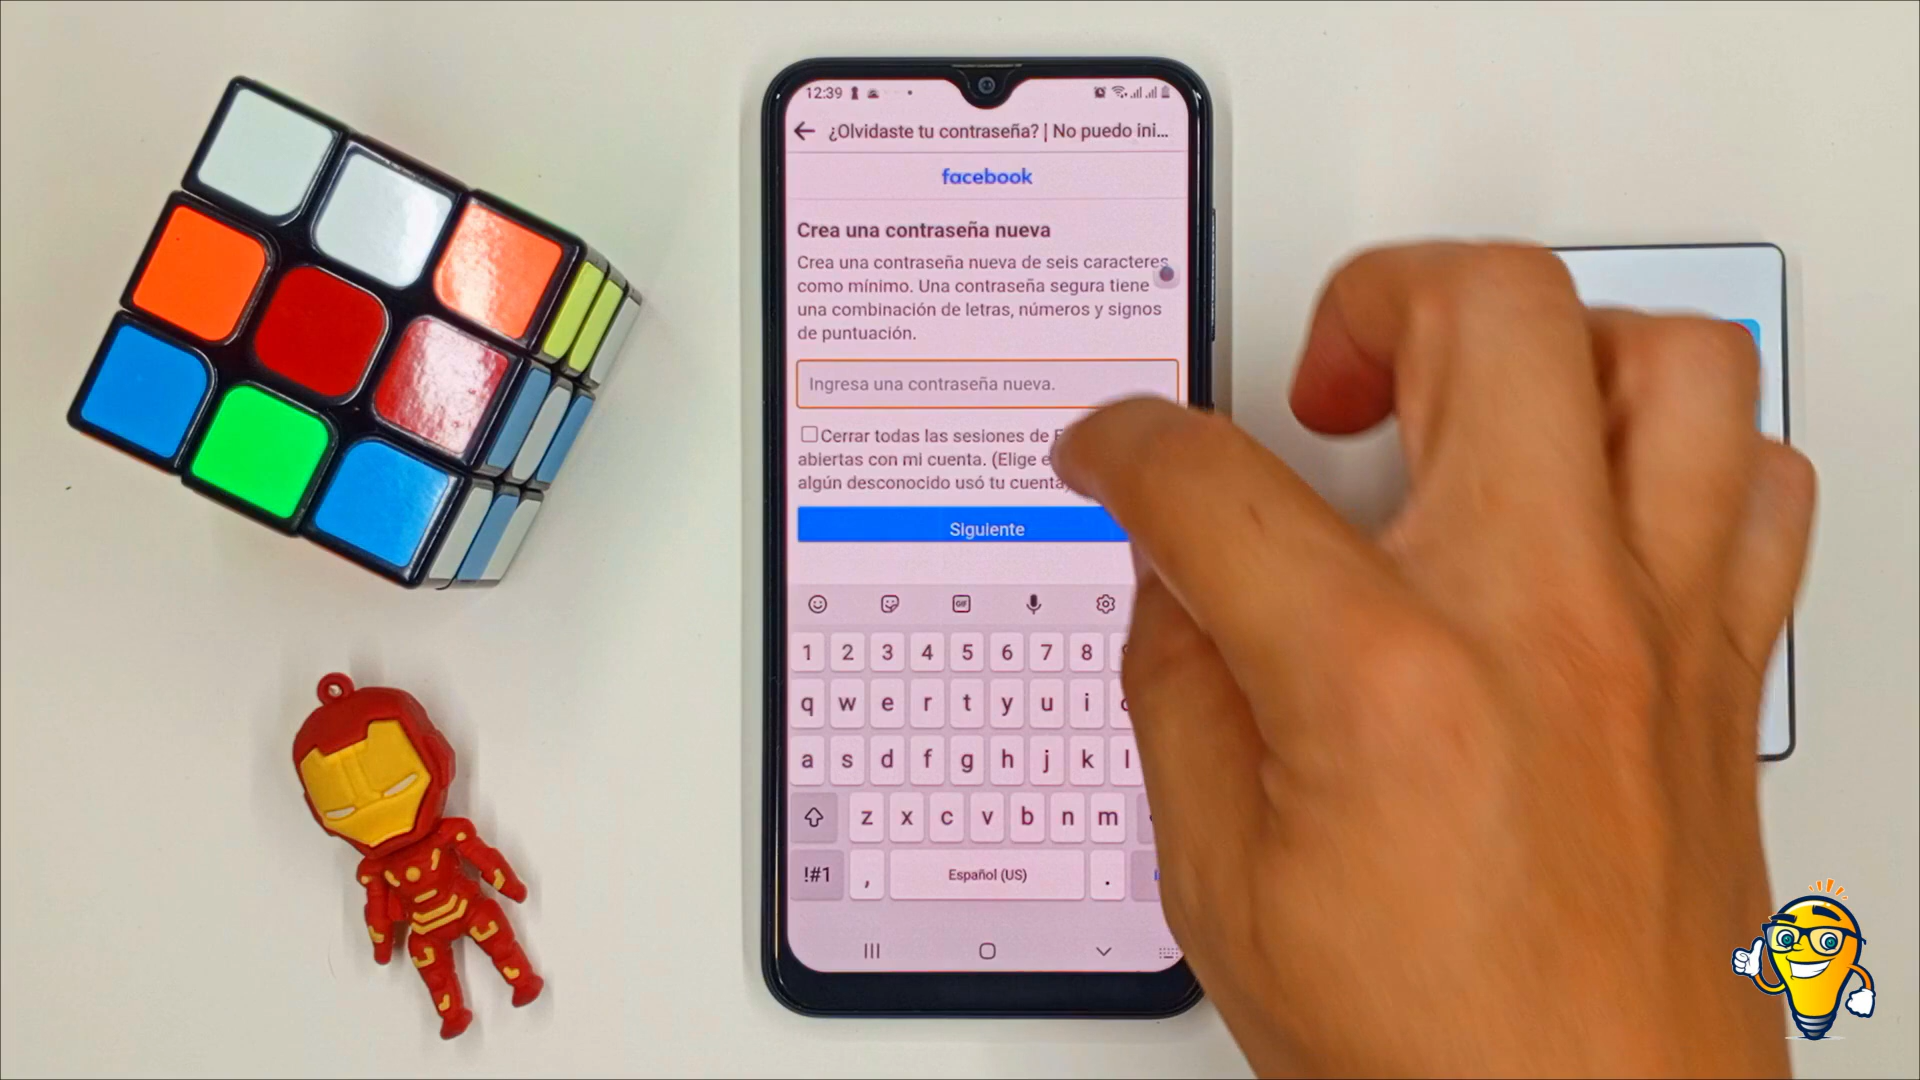 12:39
¿Olvidaste tu contraseña? | No puedo ini...
facebook
Crea una contraseña nueva
Crea una contraseña nueva de seis caracteres
como mínimo. Una contraseña segura tiene
una combinación de letras, números y signos
de puntuación.
Ingresa una contraseña nueva.
Cerrar todas las sesiones de
abiertas con mi cuenta. (Elige
algún desconocido usó tu cuenta)
Siguiente
GIF
1 2 3 4 5 6 7 8
q w e r t y u i
a s d f g h j k l
z x c v b n m
!#1 , Español (US) .